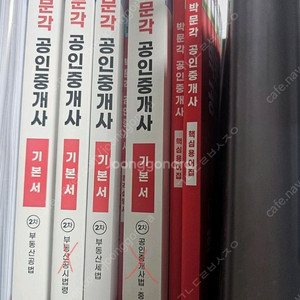 문각 공인중개사
기본서
2차
부동산공법
문각 공인중개사
기본서
2차
부동산공시법령
문각 공인중개사
기본서
2차
부동산세법
문각 공인중개사
기본서
2차
공인중개사법·중
박문각 공인중개사
핵심용어집
박문각 공인중개사
핵심용어집
joongonara
cafe.nave